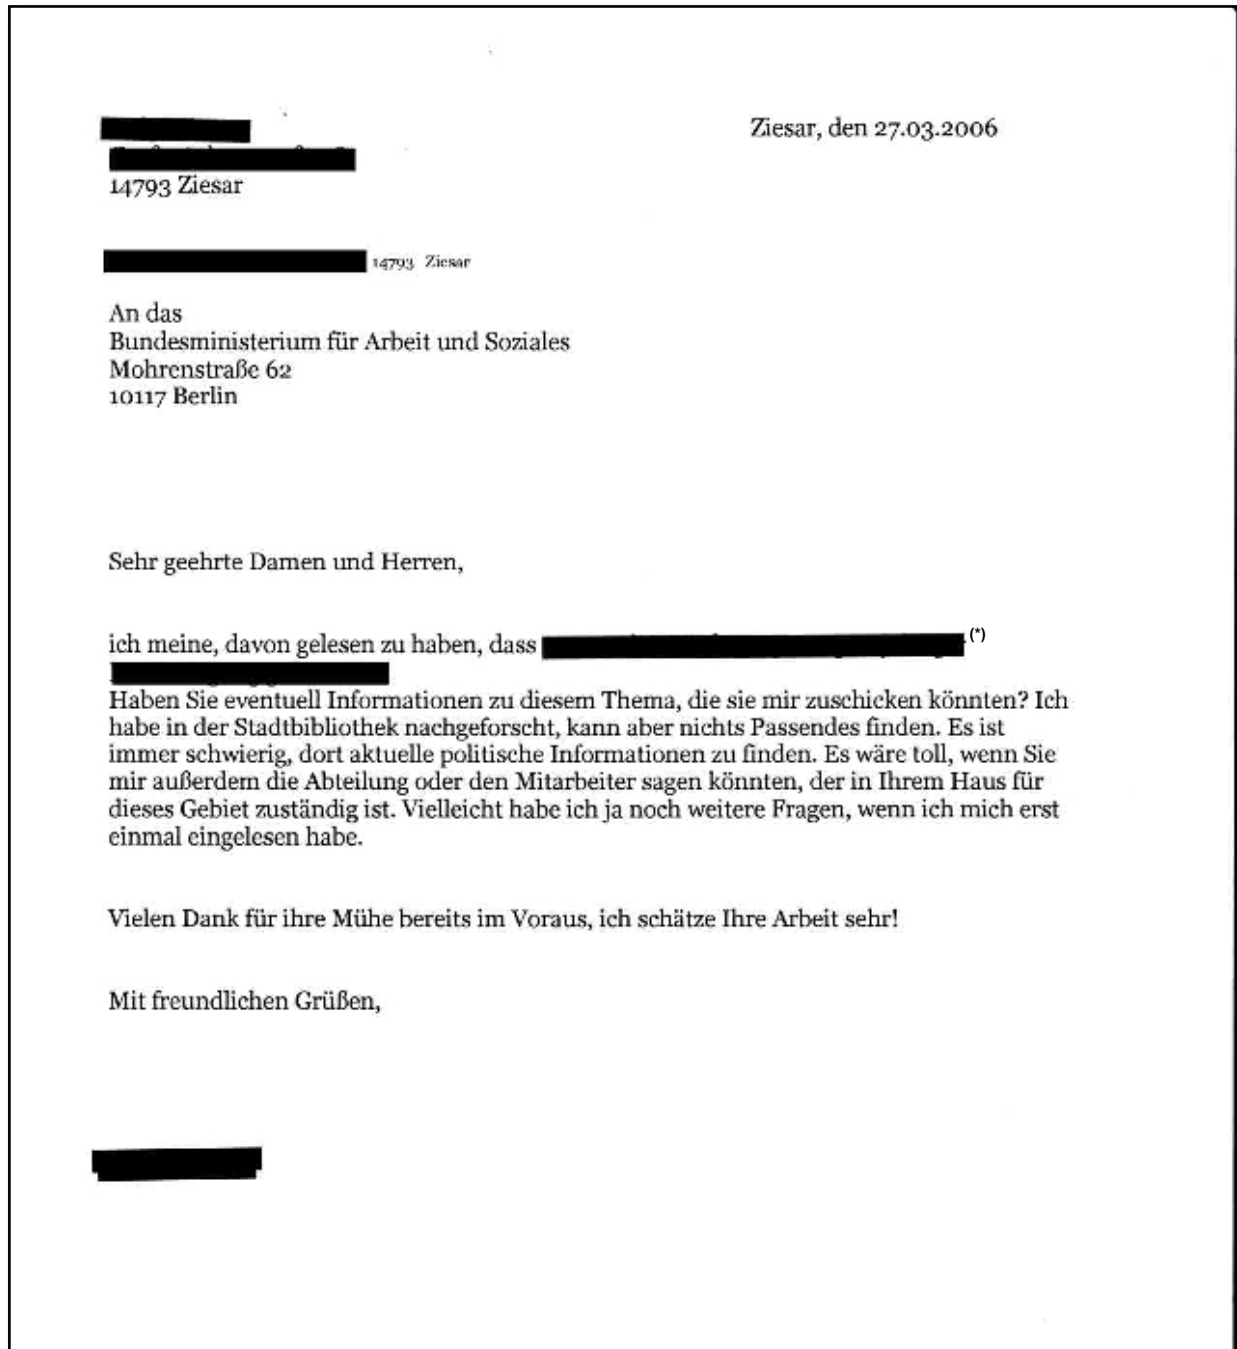 Ziesar, den 27.03.2006
14793 Ziesar
14793 Ziesar
An das
Bundesministerium für Arbeit und Soziales
Mohrenstraße 62
10117 Berlin
Sehr geehrte Damen und Herren,
ich meine, davon gelesen zu haben, dass (*)
Haben Sie eventuell Informationen zu diesem Thema, die sie mir zuschicken könnten? Ich
habe in der Stadtbibliothek nachgeforscht, kann aber nichts Passendes finden. Es ist
immer schwierig, dort aktuelle politische Informationen zu finden. Es wäre toll, wenn Sie
mir außerdem die Abteilung oder den Mitarbeiter sagen könnten, der in Ihrem Haus für
dieses Gebiet zuständig ist. Vielleicht habe ich ja noch weitere Fragen, wenn ich mich erst
einmal eingelesen habe.
Vielen Dank für ihre Mühe bereits im Voraus, ich schätze Ihre Arbeit sehr!
Mit freundlichen Grüßen,